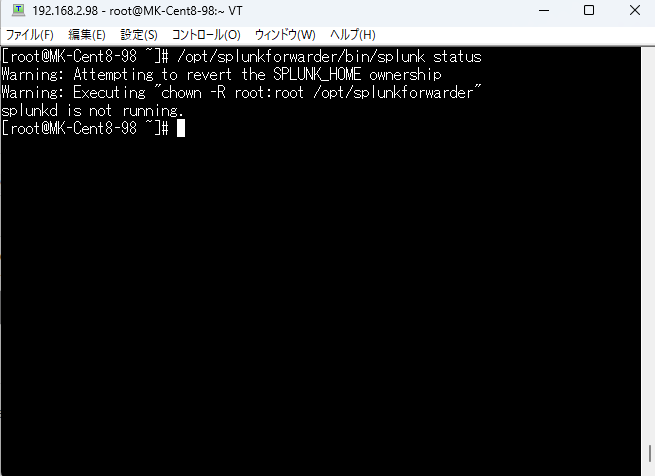 192.168.2.98 - root@MK-Cent8-98:~ VT
ファイル(F) 編集(E) 設定(S) コントロール(O) ウィンドウ(W) ヘルプ(H)
[root@MK-Cent8-98 ~]# /opt/splunkforwarder/bin/splunk status
Warning: Attempting to revert the SPLUNK_HOME ownership
Warning: Executing "chown -R root:root /opt/splunkforwarder"
splunkd is not running.
[root@MK-Cent8-98 ~]#